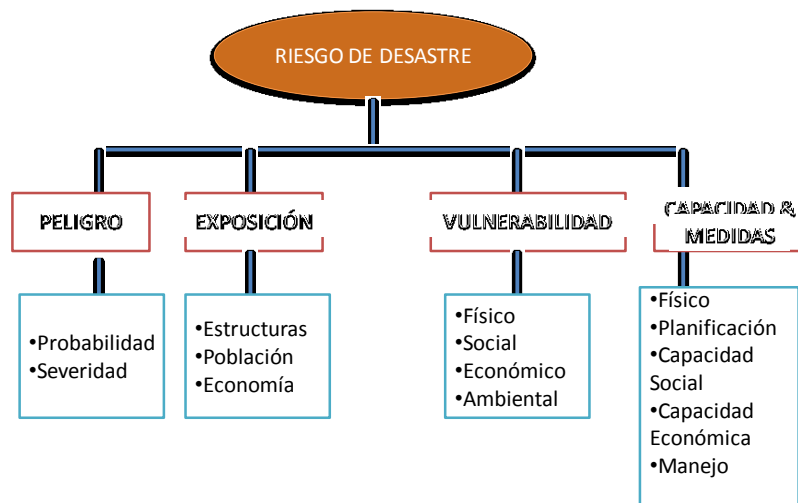 RIESGO DE DESASTRE
PELIGRO
EXPOSICIÓN
VULNERABILIDAD
CAPACIDAD &
MEDIDAS
•Probabilidad
•Severidad
•Estructuras
•Población
•Economía
•Físico
•Social
•Económico
•Ambiental
•Físico
•Planificación
•Capacidad
Social
•Capacidad
Económica
•Manejo